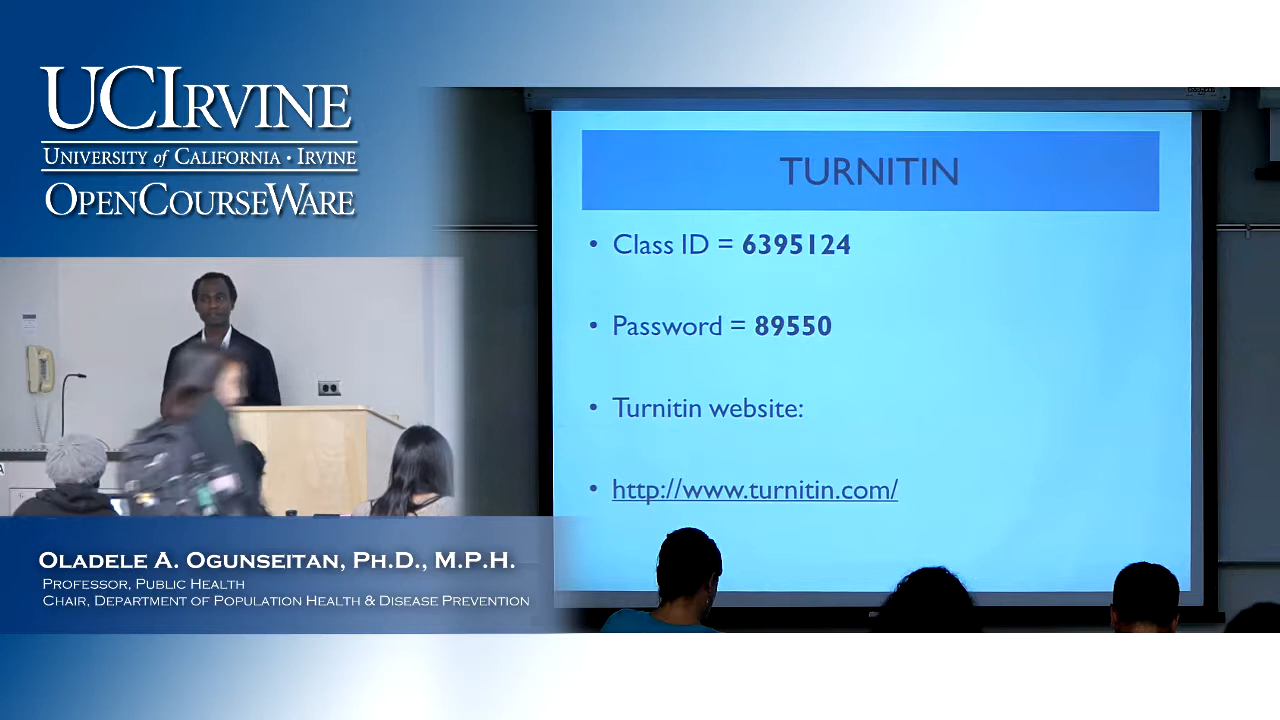 UCIRVINE
UNIVERSITY of CALIFORNIA · IRVINE
OPENCOURSEWARE
TURNITIN
• Class ID = 6395124
• Password = 89550
• Turnitin website:
• http://www.turnitin.com/
A
OLADELE A. OGUNSEITAN, PH.D., M.P.H.
PROFESSOR, PUBLIC HEALTH
CHAIR, DEPARTMENT OF POPULATION HEALTH & DISEASE PREVENTION